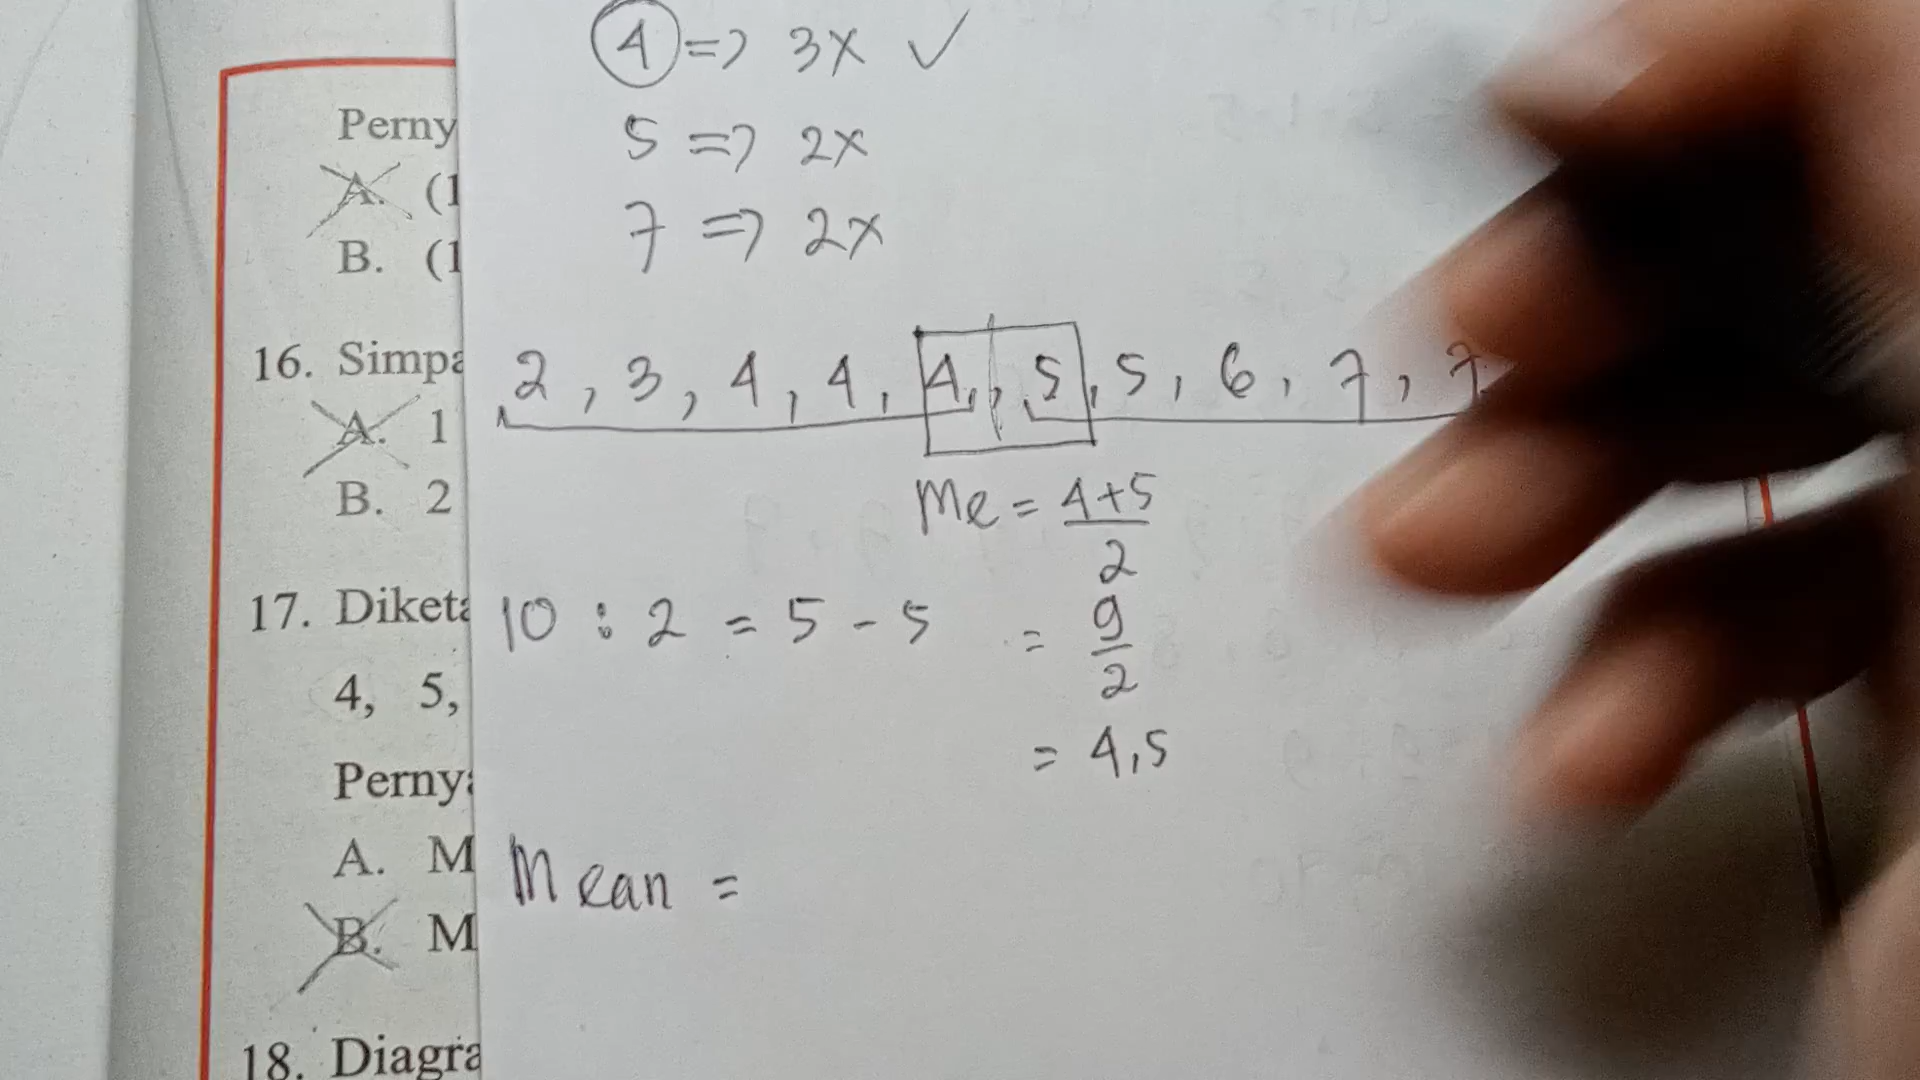 4 => 3x ✓
5 => 2x
7 => 2x
2, 3, 4, 4, 4, 5, 5, 6, 7, 7
Me = 4+5
2
10 : 2 = 5 - 5
= 9
2
= 4,5
Mean =
Perny
A. (1
B. (1
16. Simpa
A. 1
B. 2
17. Diketa
4, 5,
Pernya
A. M
B. M
18. Diagra